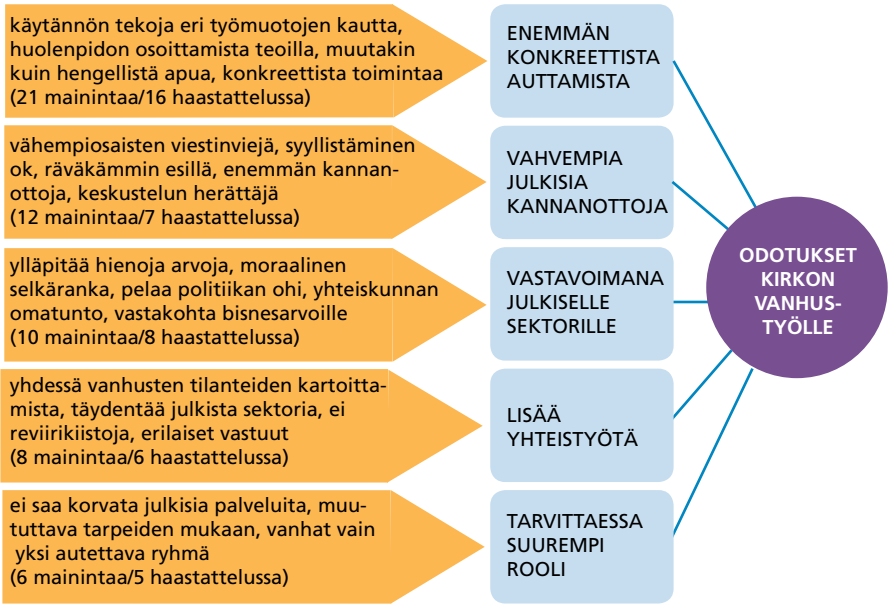 käytännön tekoja eri työmuotojen kautta,
huolenpidon osoittamista teoilla, muutakin
kuin hengellistä apua, konkreettista toimintaa
(21 mainintaa/16 haastattelussa)
ENEMMÄN
KONKREETTISTA
AUTTAMISTA
vähempiosaisten viestinviejä, syyllistäminen
ok, räväkämmin esillä, enemmän kannan-
ottoja, keskustelun herättäjä
(12 mainintaa/7 haastattelussa)
VAHVEMPIA
JULKISIA
KANNANOTTOJA
ylläpitää hienoja arvoja, moraalinen
selkäranka, pelaa politiikan ohi, yhteiskunnan
omatunto, vastakohta bisnesarvoille
(10 mainintaa/8 haastattelussa)
VASTAVOIMANA
JULKISELLE
SEKTORILLE
yhdessä vanhusten tilanteiden kartoitta-
mista, täydentää julkista sektoria, ei
reviirikiistoja, erilaiset vastuut
(8 mainintaa/6 haastattelussa)
LISÄÄ
YHTEISTYÖTÄ
ei saa korvata julkisia palveluita, muu-
tuttava tarpeiden mukaan, vanhat vain
yksi autettava ryhmä
(6 mainintaa/5 haastattelussa)
TARVITTAESSA
SUUREMPI
ROOLI
ODOTUKSET
KIRKON
VANHUS-
TYÖLLE